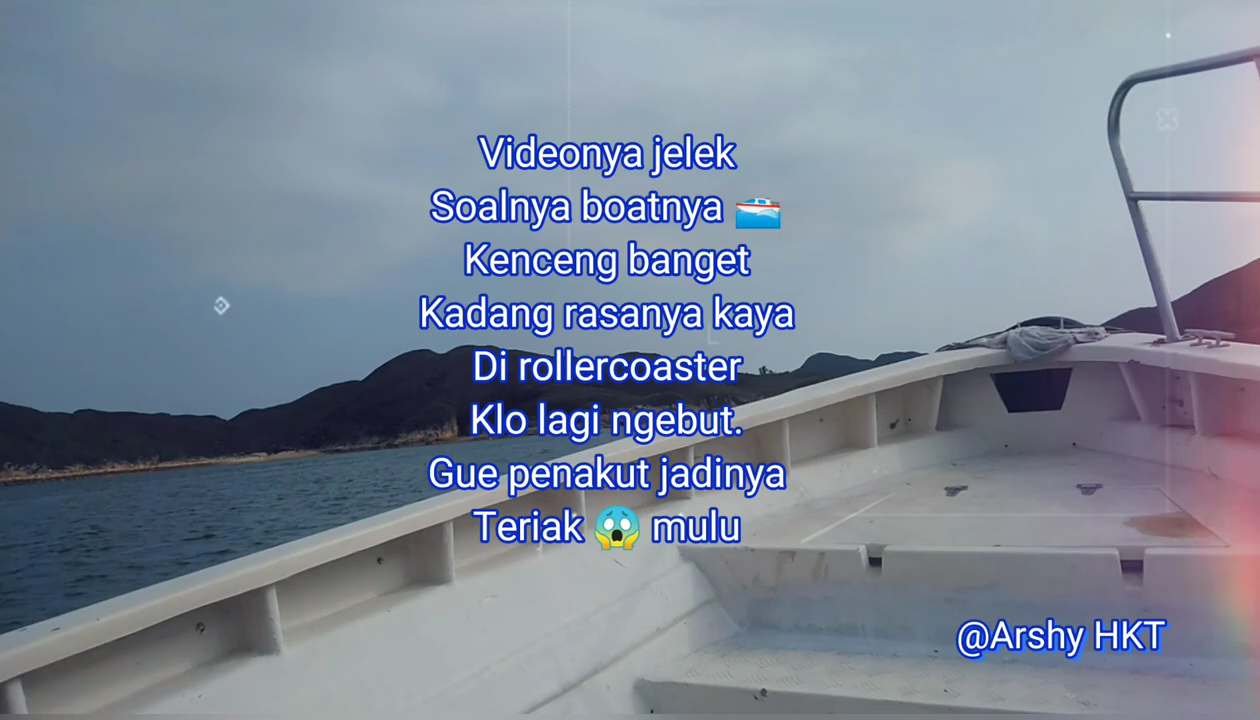 Videonya jelek
Soalnya boatnya 🚤
Kenceng banget
Kadang rasanya kaya
Di rollercoaster
Klo lagi ngebut.
Gue penakut jadinya
Teriak 😱 mulu
@Arshy HKT